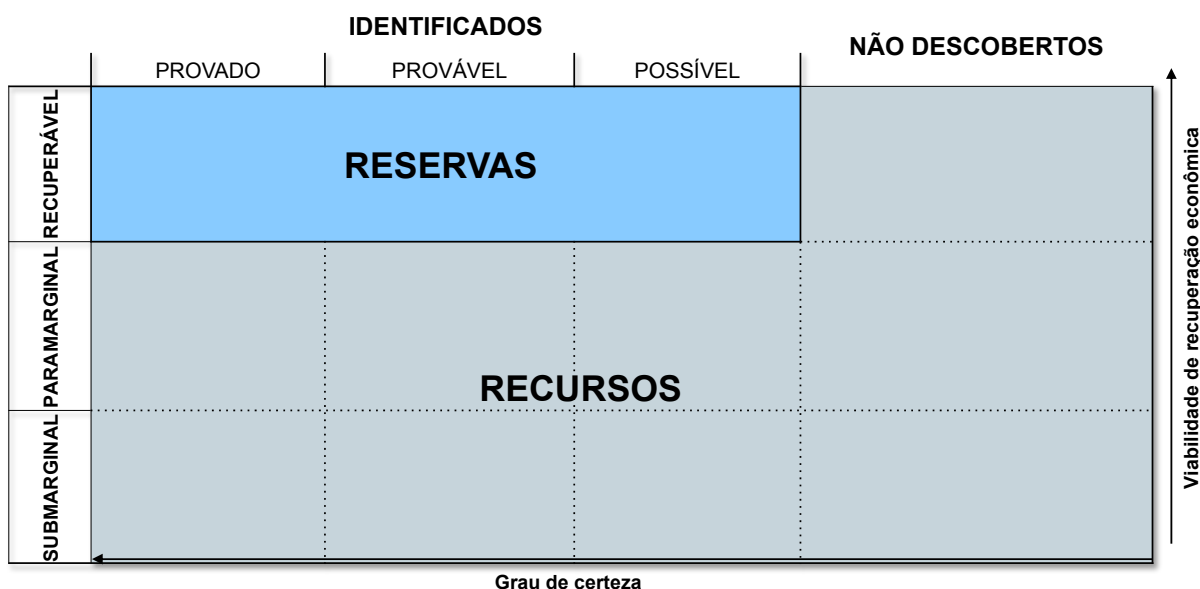 IDENTIFICADOS
NÃO DESCOBERTOS
PROVADO
PROVÁVEL
POSSÍVEL
RECUPERÁVEL
RESERVAS
PARAMARGINAL
RECURSOS
SUBMARGINAL
Viabilidade de recuperação econômica
Grau de certeza